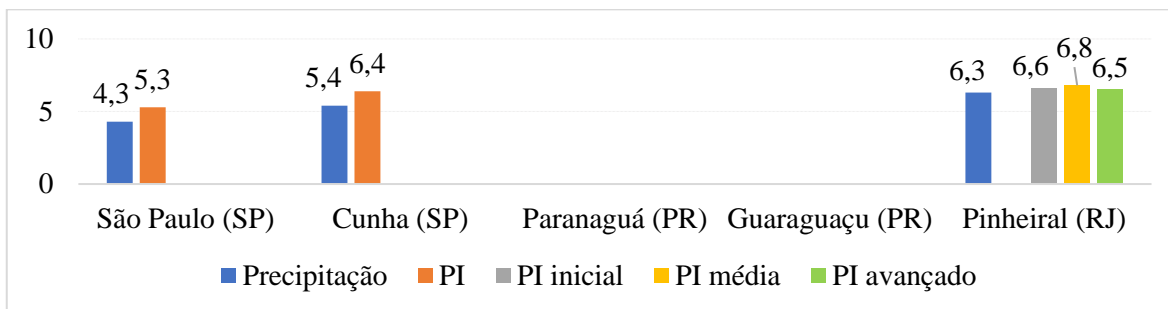 10
5
0
4,3
5,3
5,4
6,4
6,3
6,6
6,8
6,5
São Paulo (SP)
Cunha (SP)
Paranaguá (PR)
Guaraguaçu (PR)
Pinheiral (RJ)
Precipitação
PI
PI inicial
PI média
PI avançado